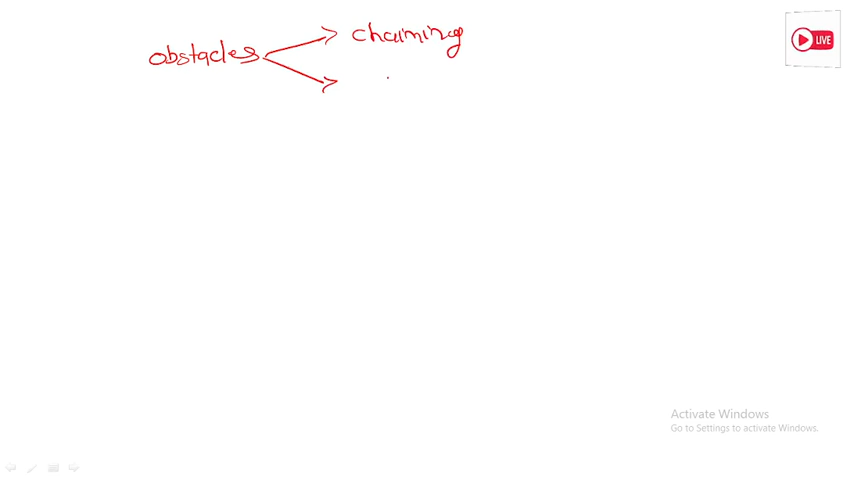 chaining
obstacles
LIVE
Activate Windows
Go to Settings to activate Windows.